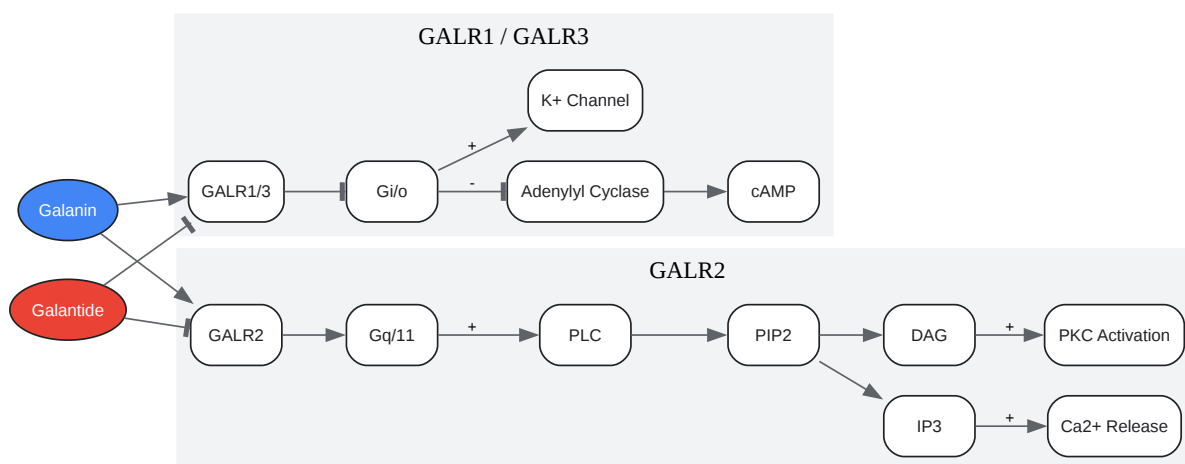 GALR1 / GALR3
K+ Channel
+
Galanin
GALR1/3
Gi/o
-
Adenylyl Cyclase
cAMP
GALR2
Galantide
GALR2
Gq/11
+
PLC
PIP2
DAG
+
PKC Activation
IP3
+
Ca2+ Release